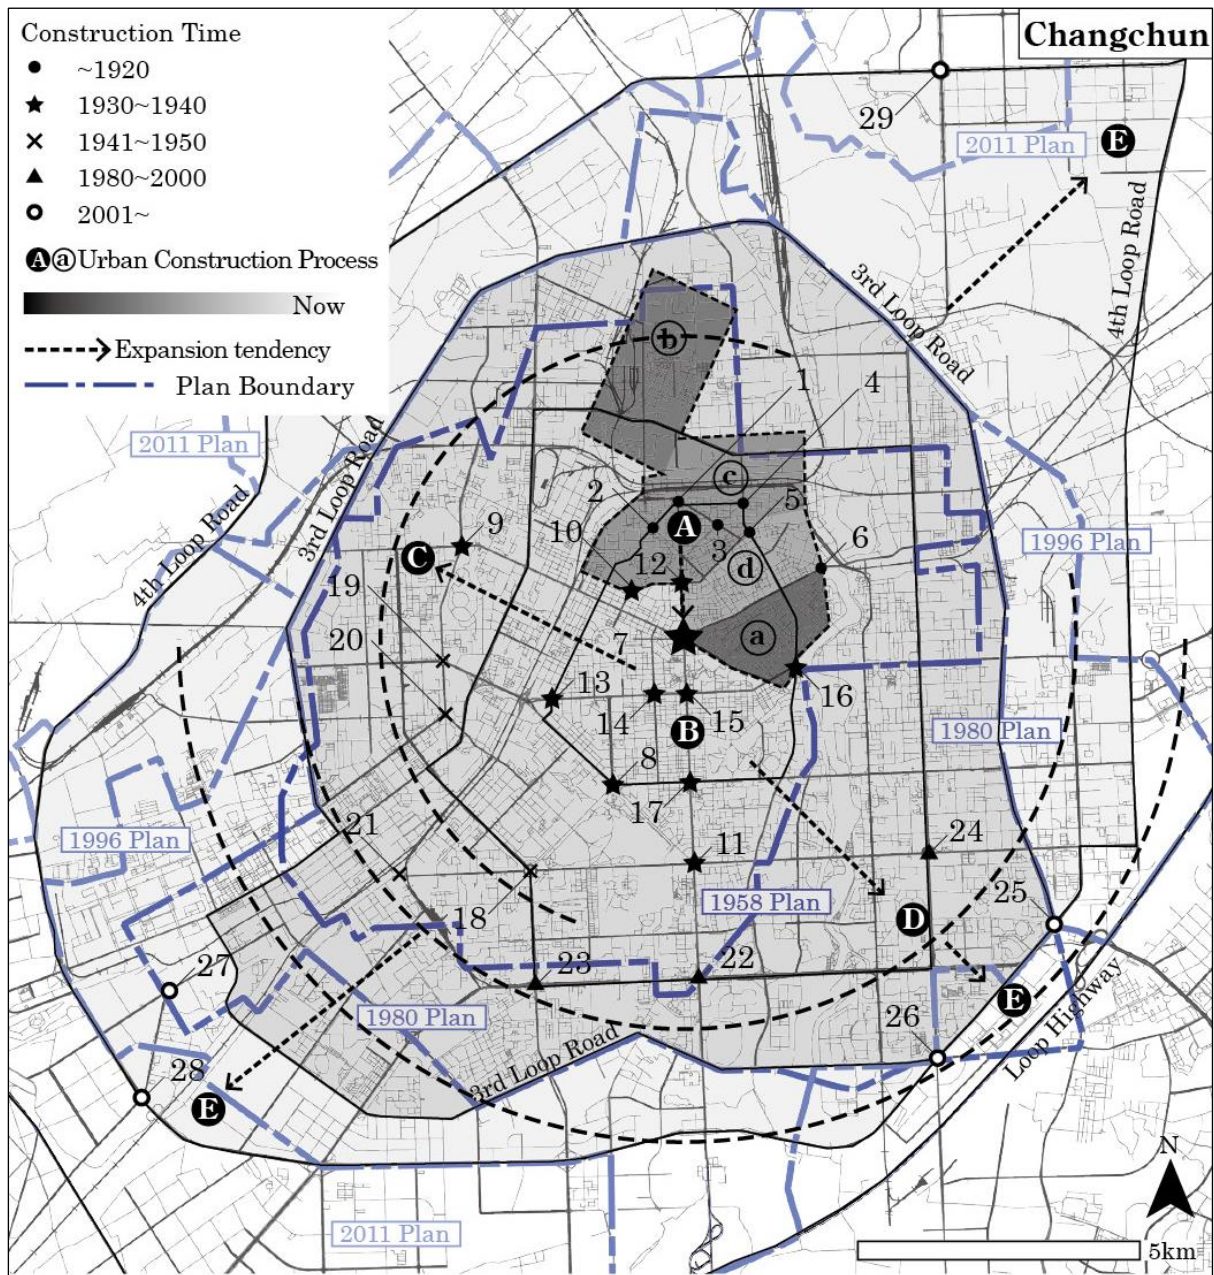 Changchun
Construction Time
~1920
1930~1940
1941~1950
1980~2000
2001~
A a Urban Construction Process
Now
Expansion tendency
Plan Boundary
29
2011 Plan
E
4th Loop Road
3rd Loop Road
b
1
4
2011 Plan
3rd Loop Road
4th Loop Road
2
c
5
9
10
A
3
6
1996 Plan
C
12
d
19
20
7
a
13
14
15
16
B
1980 Plan
8
17
1996 Plan
21
11
24
1958 Plan
25
18
D
27
23
22
E
1980 Plan
26
Loop Highway
28
3rd Loop Road
E
N
2011 Plan
5km